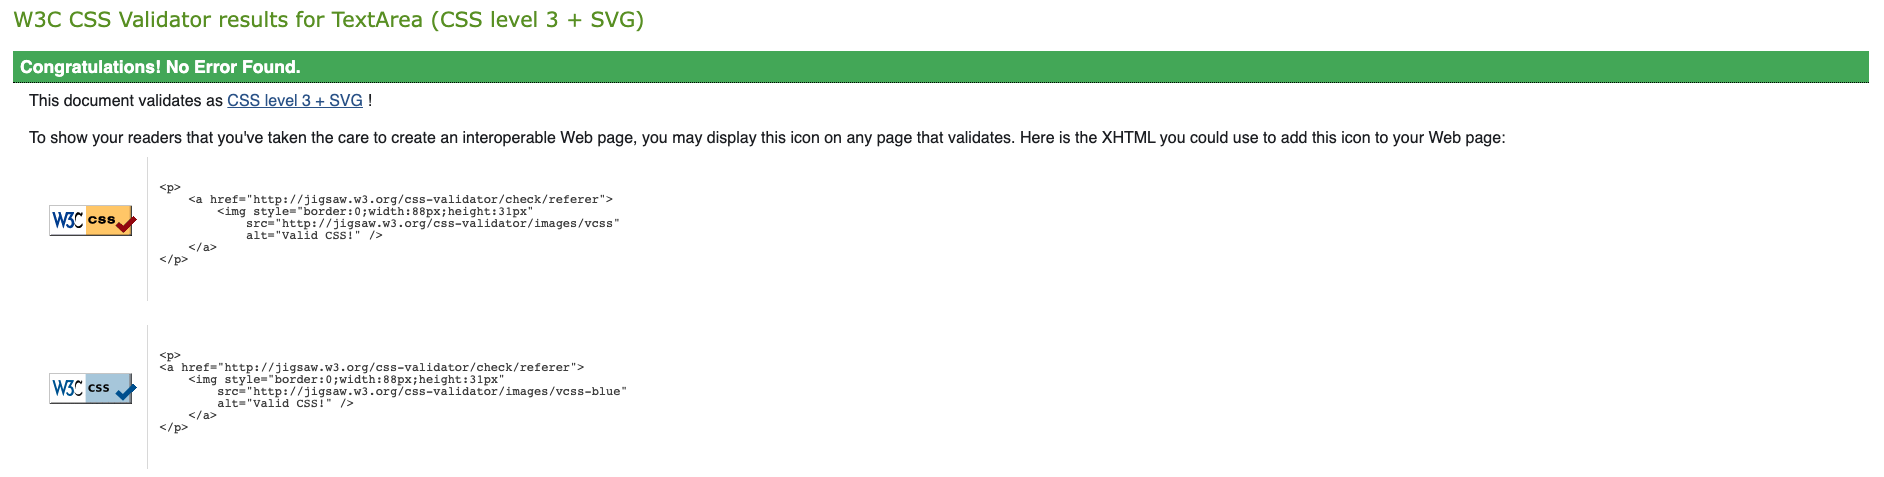 W3C CSS Validator results for TextArea (CSS level 3 + SVG)
Congratulations! No Error Found.
This document validates as CSS level 3 + SVG !
To show your readers that you've taken the care to create an interoperable Web page, you may display this icon on any page that validates. Here is the XHTML you could use to add this icon to your Web page:
W3C css
<p>
    <a href="http://jigsaw.w3.org/css-validator/check/referer">
        <img style="border:0;width:88px;height:31px"
            src="http://jigsaw.w3.org/css-validator/images/vcss"
            alt="Valid CSS!" />
    </a>
</p>
W3C css
<p>
<a href="http://jigsaw.w3.org/css-validator/check/referer">
    <img style="border:0;width:88px;height:31px"
        src="http://jigsaw.w3.org/css-validator/images/vcss-blue"
        alt="Valid CSS!" />
    </a>
</p>